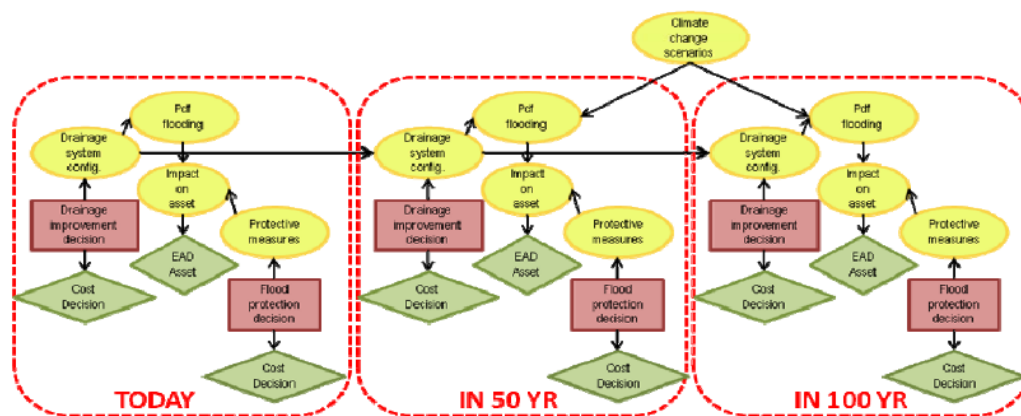 Climate
change
scenarios
Pdf
flooding
Drainage
system
config.
Impact
on
asset
Drainage
improvement
decision
Protective
measures
EAD
Asset
Cost
Decision
Flood
protection
decision
Cost
Decision
TODAY
Pdf
flooding
Drainage
system
config.
Impact
on
asset
Drainage
improvement
decision
Protective
measures
EAD
Asset
Cost
Decision
Flood
protection
decision
Cost
Decision
IN 50 YR
Pdf
flooding
Drainage
system
config.
Impact
on
asset
Drainage
improvement
decision
Protective
measures
EAD
Asset
Cost
Decision
Flood
protection
decision
Cost
Decision
IN 100 YR